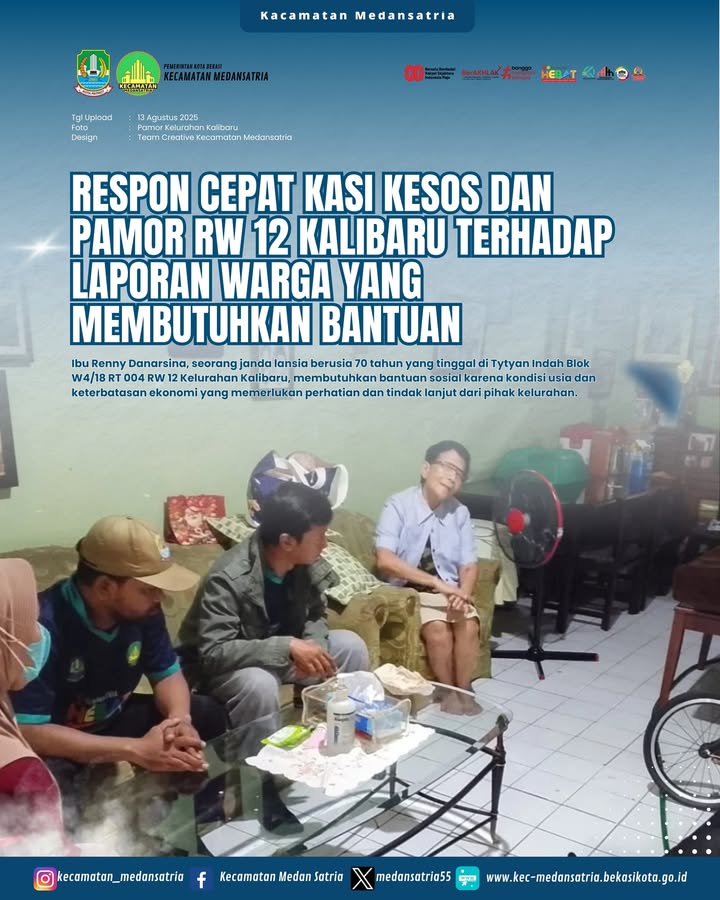 Kacamatan Medansatria
PEMERINTAH KOTA BEKASI
KECAMATAN MEDANSATRIA
KECAMATAN
BerAKHLAK
bangga
HEBAT
Tgl Upload : 13 Agustus 2025
Foto : Pamor Kelurahan Kalibaru
Design : Team Creative Kecamatan Medansatria
RESPON CEPAT KASI KESOS DAN
PAMOR RW 12 KALIBARU TERHADAP
LAPORAN WARGA YANG
MEMBUTUHKAN BANTUAN
Ibu Renny Danarsina, seorang janda lansia berusia 70 tahun yang tinggal di Tytyan Indah Blok
W4/18 RT 004 RW 12 Kelurahan Kalibaru, membutuhkan bantuan sosial karena kondisi usia dan
keterbatasan ekonomi yang memerlukan perhatian dan tindak lanjut dari pihak kelurahan.
kecamatan_medansatria Kecamatan Medan Satria medansatria55 www.kec-medansatria.bekasikota.go.id